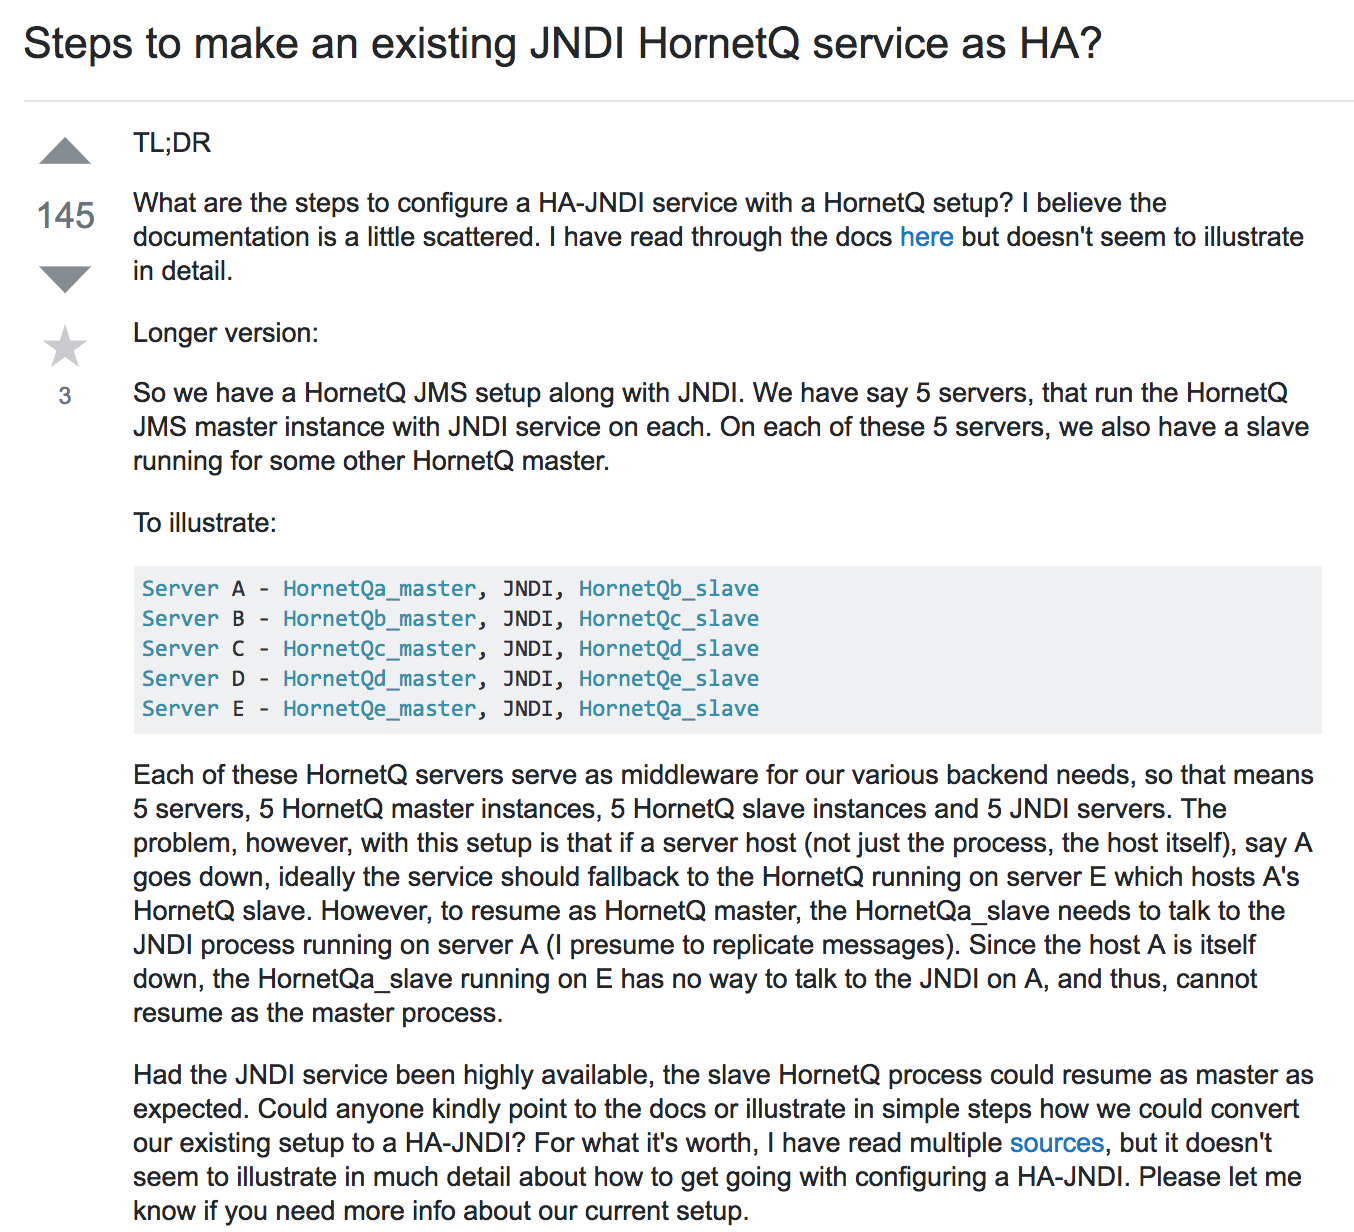 Steps to make an existing JNDI HornetQ service as HA?
TL;DR
145
What are the steps to configure a HA-JNDI service with a HornetQ setup? I believe the
documentation is a little scattered. I have read through the docs here but doesn't seem to illustrate
in detail.
Longer version:
3
So we have a HornetQ JMS setup along with JNDI. We have say 5 servers, that run the HornetQ
JMS master instance with JNDI service on each. On each of these 5 servers, we also have a slave
running for some other HornetQ master.
To illustrate:
Server A - HornetQa_master, JNDI, HornetQb_slave
Server B - HornetQb_master, JNDI, HornetQc_slave
Server C - HornetQc_master, JNDI, HornetQd_slave
Server D - HornetQd_master, JNDI, HornetQe_slave
Server E - HornetQe_master, JNDI, HornetQa_slave
Each of these HornetQ servers serve as middleware for our various backend needs, so that means
5 servers, 5 HornetQ master instances, 5 HornetQ slave instances and 5 JNDI servers. The
problem, however, with this setup is that if a server host (not just the process, the host itself), say A
goes down, ideally the service should fallback to the HornetQ running on server E which hosts A's
HornetQ slave. However, to resume as HornetQ master, the HornetQa_slave needs to talk to the
JNDI process running on server A (I presume to replicate messages). Since the host A is itself
down, the HornetQa_slave running on E has no way to talk to the JNDI on A, and thus, cannot
resume as the master process.
Had the JNDI service been highly available, the slave HornetQ process could resume as master as
expected. Could anyone kindly point to the docs or illustrate in simple steps how we could convert
our existing setup to a HA-JNDI? For what it's worth, I have read multiple sources, but it doesn't
seem to illustrate in much detail about how to get going with configuring a HA-JNDI. Please let me
know if you need more info about our current setup.